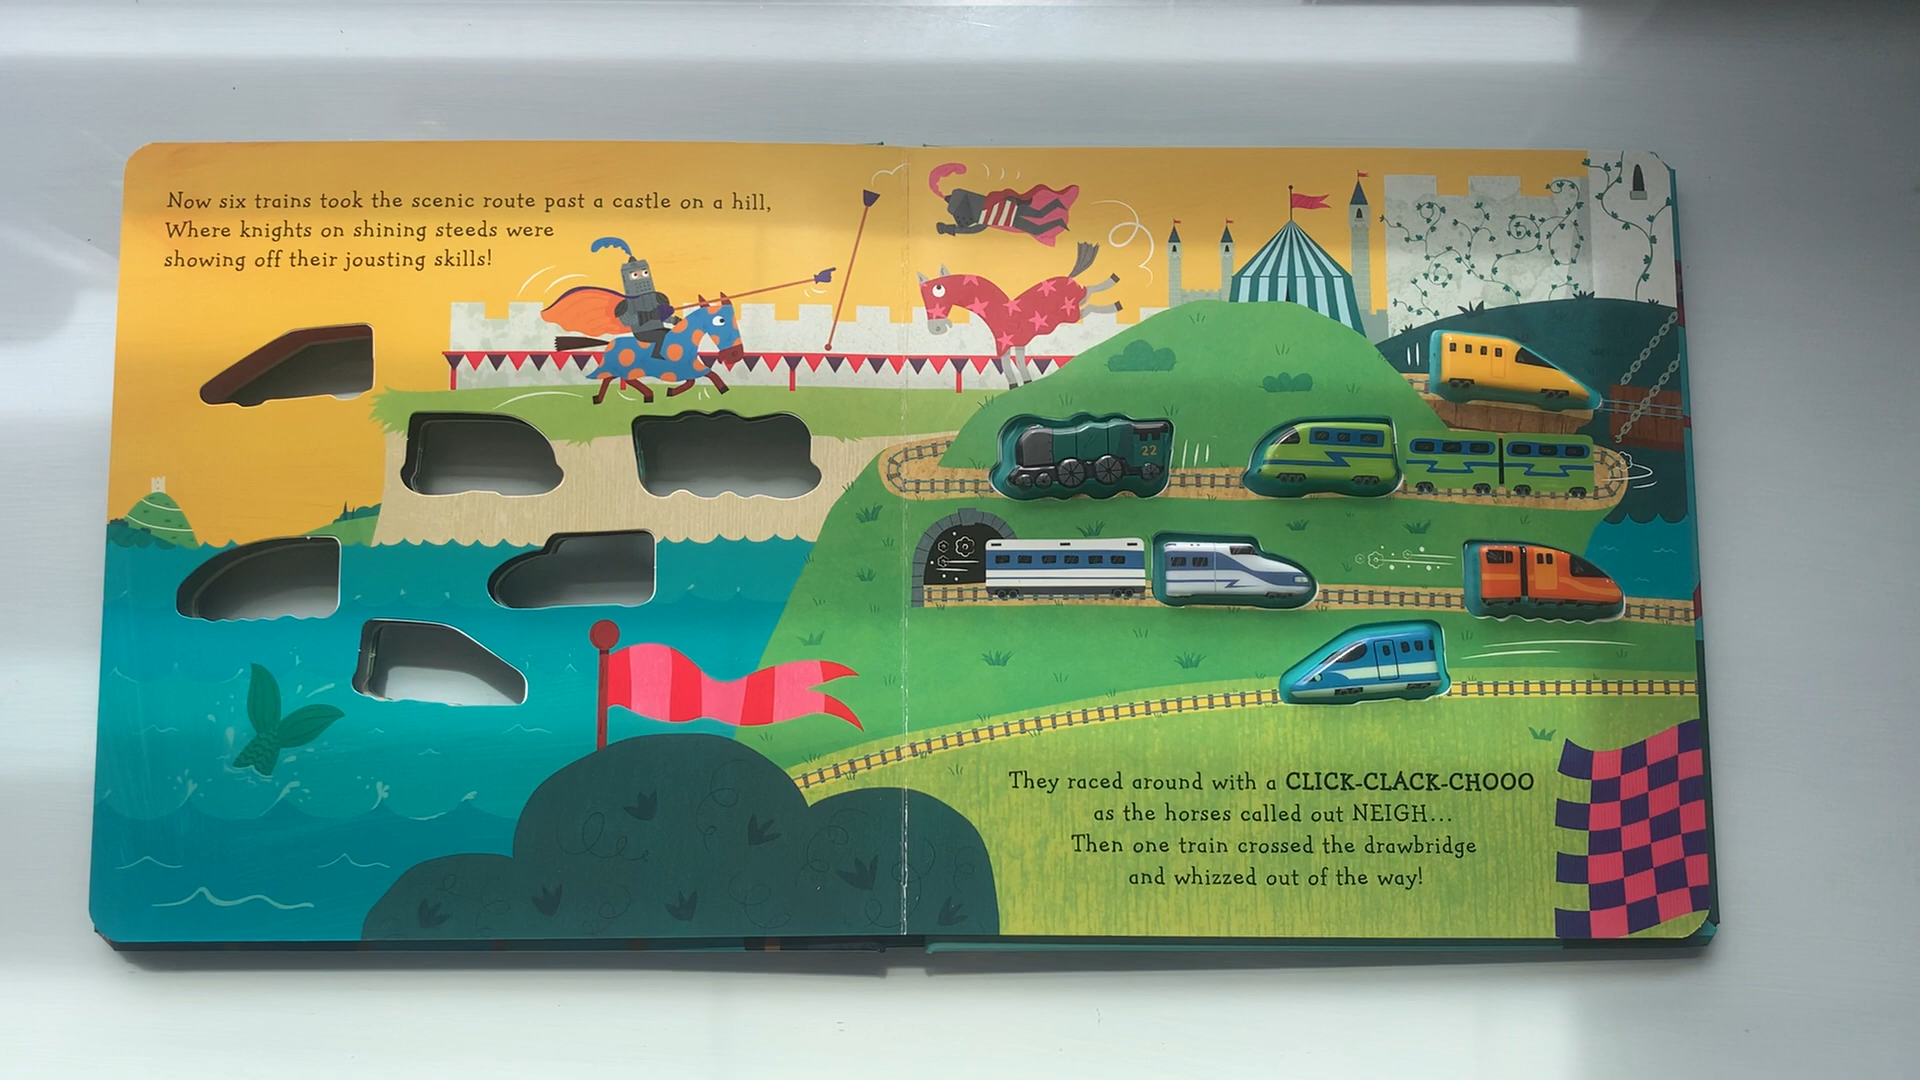 Now six trains took the scenic route past a castle on a hill,
Where knights on shining steeds were
showing off their jousting skills!
22
They raced around with a CLICK-CLACK-CHOOO
as the horses called out NEIGH...
Then one train crossed the drawbridge
and whizzed out of the way!